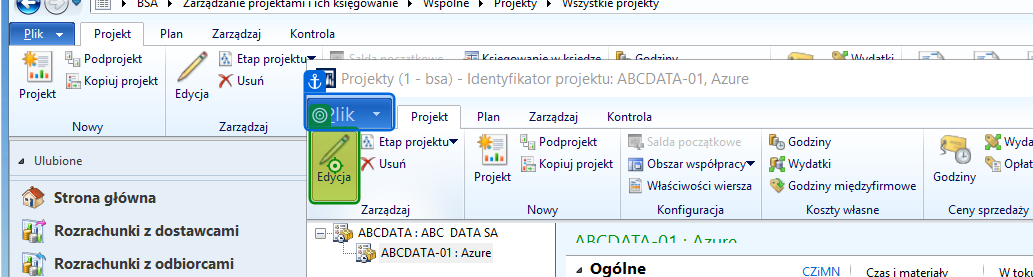 BSA Zarządzanie projektami i ich księgowanie Wspólne Projekty Wszystkie projekty
Plik Projekt Plan Zarządzaj Kontrola
Projekt
Podprojekt
Kopiuj projekt
Nowy
Edycja
Etap projektu
Usuń
Zarządzaj
Salda początkowe
Księgowanie w księdze
Godziny
Wydatki
Ulubione
Strona główna
Rozrachunki z dostawcami
Rozrachunki z odbiorcami
Projekty (1 - bsa) - Identyfikator projektu: ABCDATA-01, Azure
Plik Projekt Plan Zarządzaj Kontrola
Edycja
Etap projektu
Usuń
Zarządzaj
Projekt
Podprojekt
Kopiuj projekt
Nowy
Salda początkowe
Obszar współpracy
Właściwości wiersza
Konfiguracja
Godziny
Wydatki
Godziny międzyfirmowe
Koszty własne
Godziny
Wyda
Opłat
Ceny sprzedaży
ABCDATA : ABC DATA SA
ABCDATA-01 : Azure
ABCDATA-01 : Azure
Ogólne
CZiMN Czas i materiały W toku